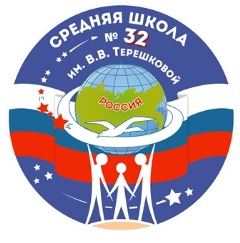 СРЕДНЯЯ ШКОЛА
№ 32
ИМ. В.В. ТЕРЕШКОВОЙ
РОССИЯ